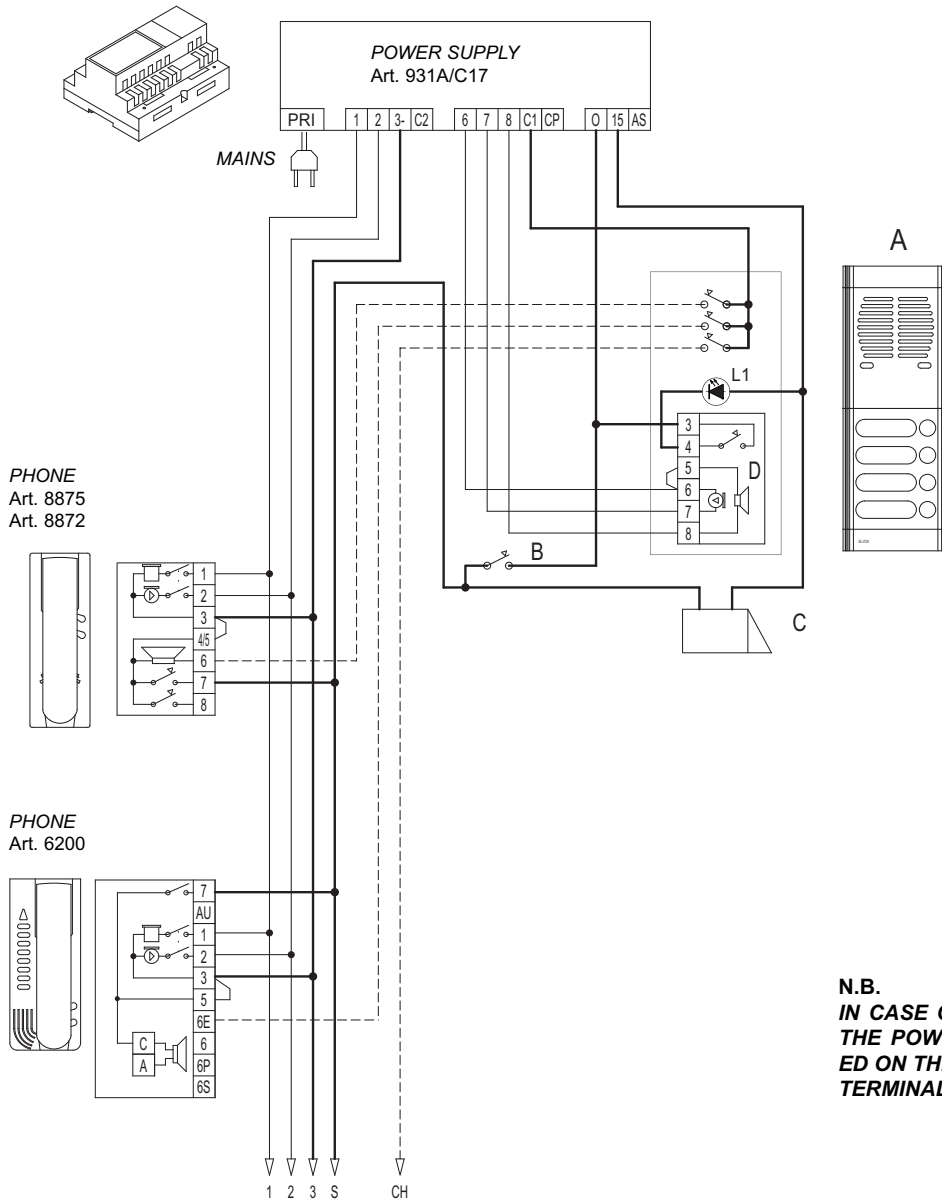 POWER SUPPLY
Art. 931A/C17
PRI 1 2 3- C2 6 7 8 C1 CP O 15 AS
MAINS
A
L1
3
4
5
6
7
8
D
B
C
PHONE
Art. 8875
Art. 8872
1
2
3
4/5
6
7
8
PHONE
Art. 6200
7
AU
1
2
3
5
6E
6
6P
6S
C
A
N.B.
IN CASE
THE POW
ED ON TH
TERMINAL
1 2 3 S CH